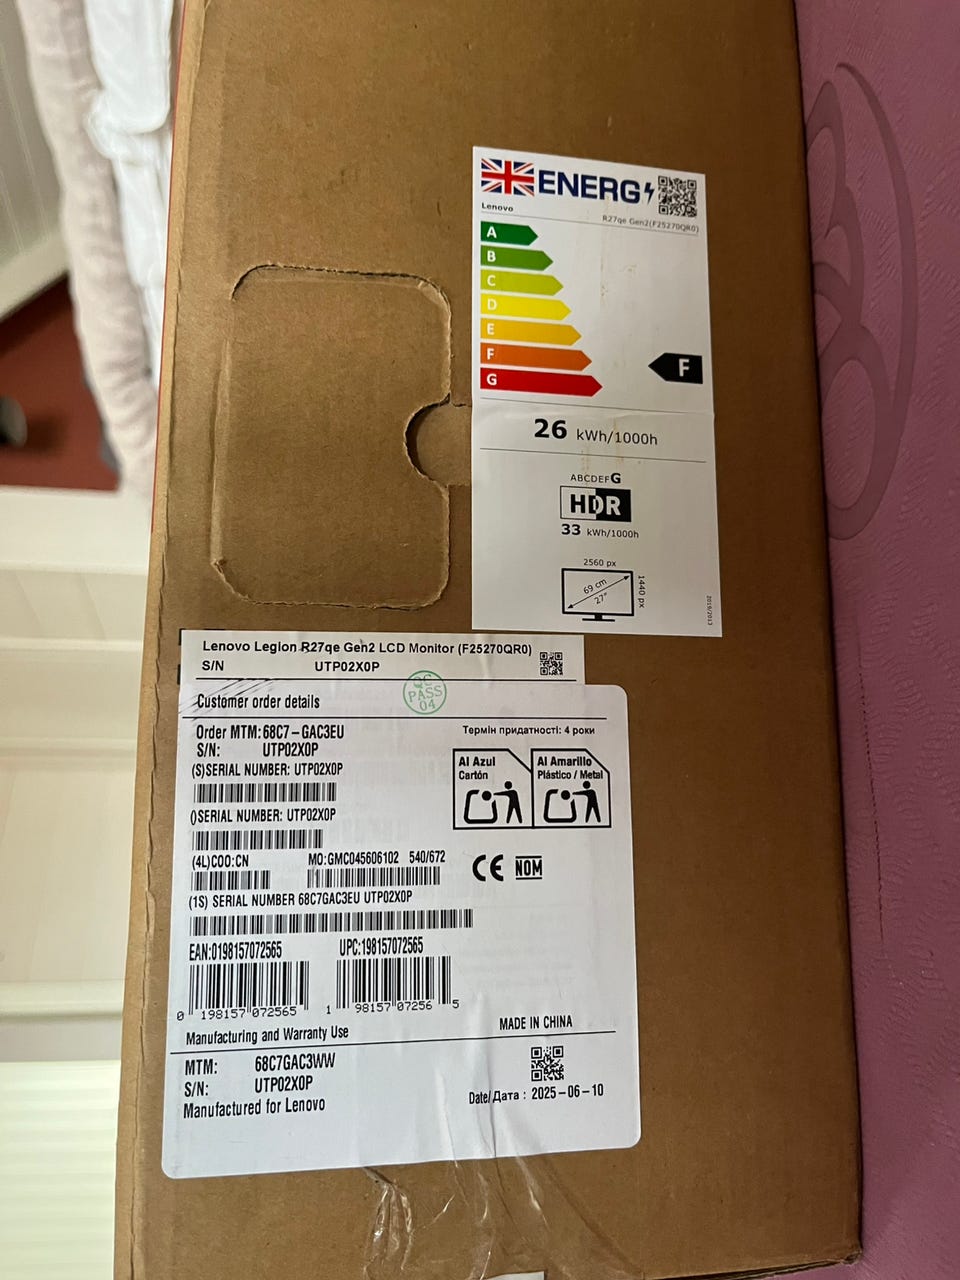 ENERG
Lenovo
R27qe Gen2(F25270QR0)
A
B
C
D
E
F
G
F
26 kWh/1000h
ABCDEFG
HDR
33 kWh/1000h
2560 px
1440 px
69 cm
27"
2019/2013
Lenovo Legion R27qe Gen2 LCD Monitor (F25270QR0)
S/N UTP02X0P
QC
PASS
04
Customer order details
Order MTM: 68C7-GAC3EU
S/N: UTP02X0P
(S)SERIAL NUMBER: UTP02X0P
()SERIAL NUMBER: UTP02X0P
(4L)COO:CN MO:GMC045606102 540/672
(1S) SERIAL NUMBER 68C7GAC3EU UTP02X0P
EAN:0198157072565 UPC:198157072565
0 198157 072565 1 98157 07256 5
Термін придатності: 4 роки
Al Azul
Cartón
Al Amarillo
Plástico / Metal
CE NOM
Manufacturing and Warranty Use
MADE IN CHINA
MTM: 68C7GAC3WW
S/N: UTP02X0P
Manufactured for Lenovo
Date/Дата : 2025-06-10